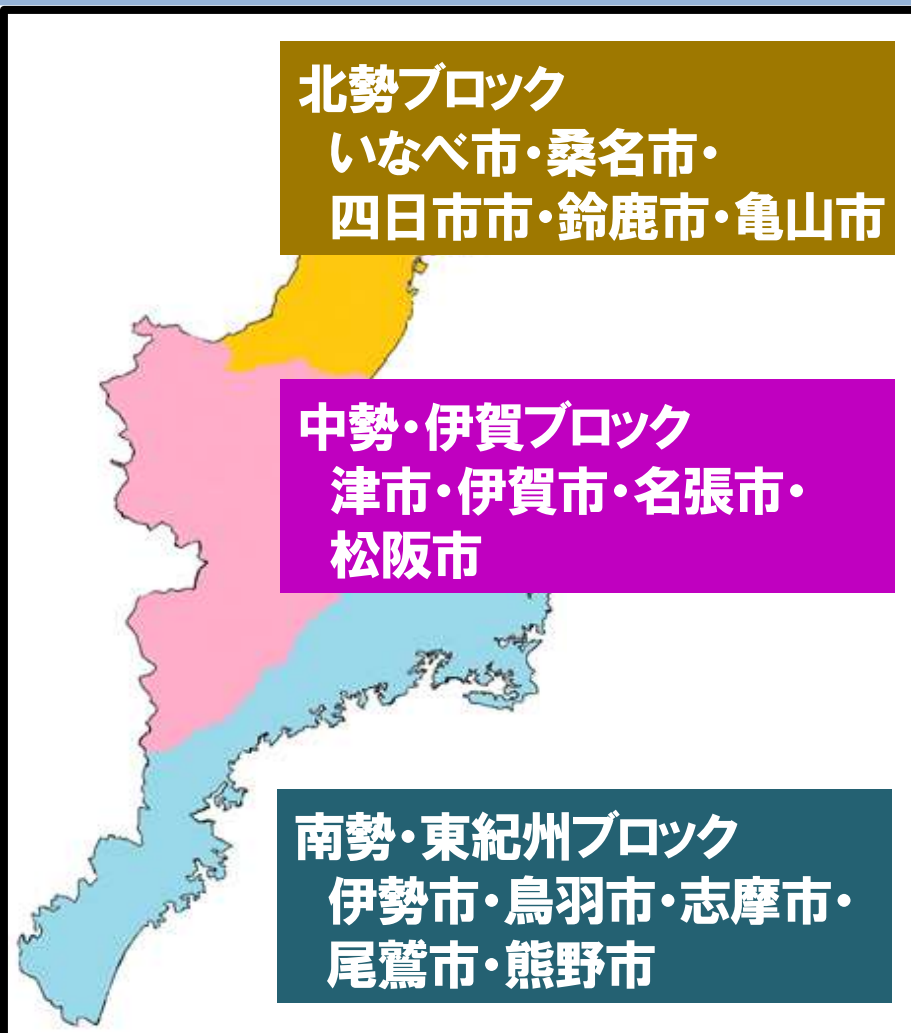 北勢ブロック
いなべ市・桑名市・
四日市市・鈴鹿市・亀山市
中勢・伊賀ブロック
津市・伊賀市・名張市・
松阪市
南勢・東紀州ブロック
伊勢市・鳥羽市・志摩市・
尾鷲市・熊野市